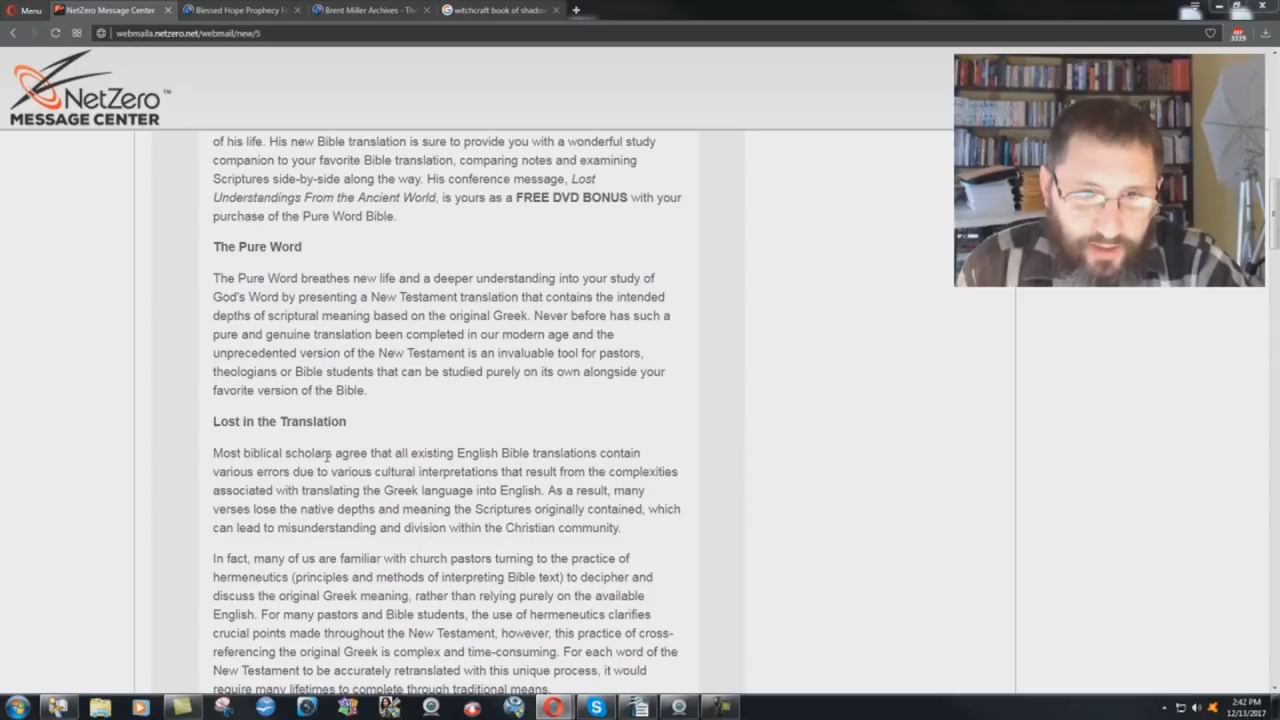 Menu
NetZero Message Center
Blessed Hope Prophecy F
Brent Miller Archives - The
witchcraft book of shadow
webmaila.netzero.net/webmail/new/5
3335
NetZero™
MESSAGE CENTER
of his life. His new Bible translation is sure to provide you with a wonderful study
companion to your favorite Bible translation, comparing notes and examining
Scriptures side-by-side along the way. His conference message, Lost
Understandings From the Ancient World, is yours as a FREE DVD BONUS with your
purchase of the Pure Word Bible.
The Pure Word
The Pure Word breathes new life and a deeper understanding into your study of
God's Word by presenting a New Testament translation that contains the intended
depths of scriptural meaning based on the original Greek. Never before has such a
pure and genuine translation been completed in our modern age and the
unprecedented version of the New Testament is an invaluable tool for pastors,
theologians or Bible students that can be studied purely on its own alongside your
favorite version of the Bible.
Lost in the Translation
Most biblical scholars agree that all existing English Bible translations contain
various errors due to various cultural interpretations that result from the complexities
associated with translating the Greek language into English. As a result, many
verses lose the native depths and meaning the Scriptures originally contained, which
can lead to misunderstanding and division within the Christian community.
In fact, many of us are familiar with church pastors turning to the practice of
hermeneutics (principles and methods of interpreting Bible text) to decipher and
discuss the original Greek meaning, rather than relying purely on the available
English. For many pastors and Bible students, the use of hermeneutics clarifies
crucial points made throughout the New Testament, however, this practice of cross-
referencing the original Greek is complex and time-consuming. For each word of the
New Testament to be accurately retranslated with this unique process, it would
require many lifetimes to complete through traditional means.
2:42 PM
12/13/2017